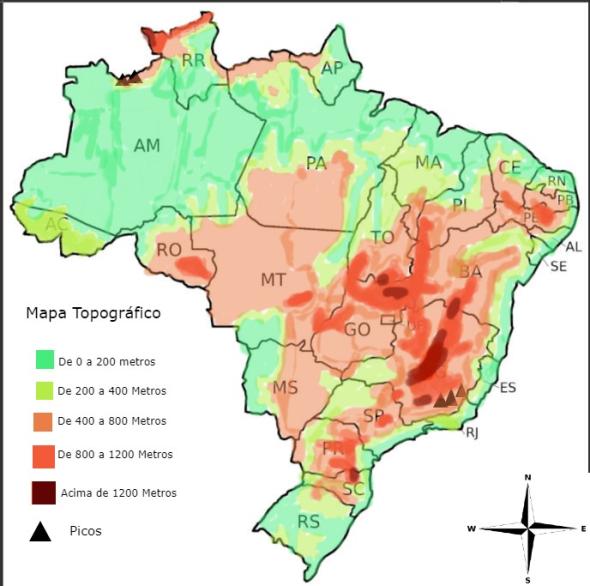 RR
AP
AM
PA
MA
CE
RN
PB
PE
PI
AC
TO
AL
SE
RO
BA
MT
Mapa Topográfico
GO
DF
De 0 a 200 metros
De 200 a 400 Metros
MS
ES
De 400 a 800 Metros
SP
RJ
De 800 a 1200 Metros
PR
Acima de 1200 Metros
SC
N
RS
Picos
W
E
S